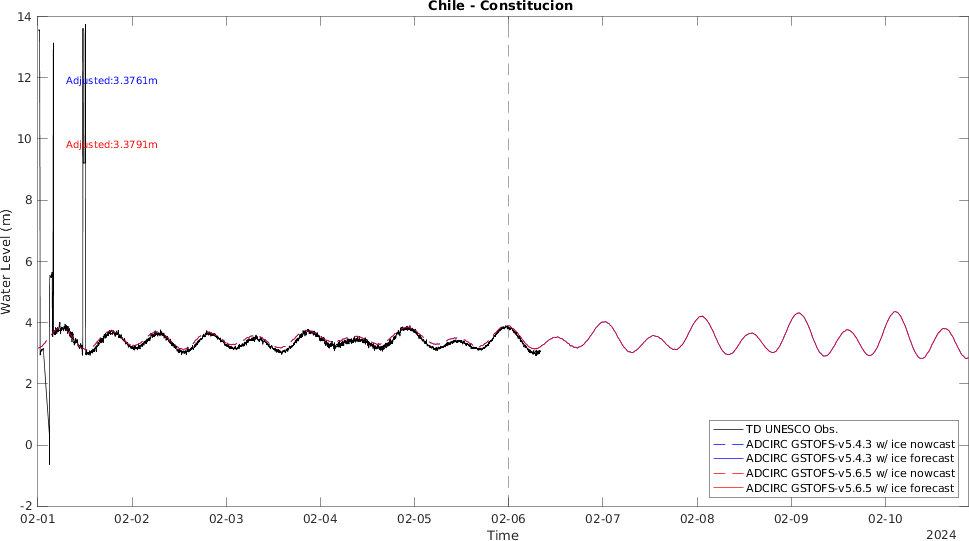 Chile - Constitucion
14
12
10
8
6
4
2
0
-2
Water Level (m)
Adjusted:3.3761m
Adjusted:3.3791m
TD UNESCO Obs.
ADCIRC GSTOFS-v5.4.3 w/ ice nowcast
ADCIRC GSTOFS-v5.4.3 w/ ice forecast
ADCIRC GSTOFS-v5.6.5 w/ ice nowcast
ADCIRC GSTOFS-v5.6.5 w/ ice forecast
02-01 02-02 02-03 02-04 02-05 02-06 02-07 02-08 02-09 02-10
Time
2024